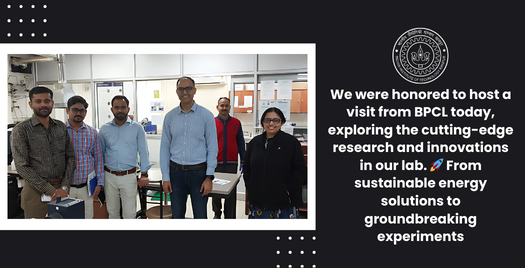 We were honored to host a
visit from BPCL today,
exploring the cutting-edge
research and innovations
in our lab. 🚀 From
sustainable energy
solutions to
groundbreaking
experiments